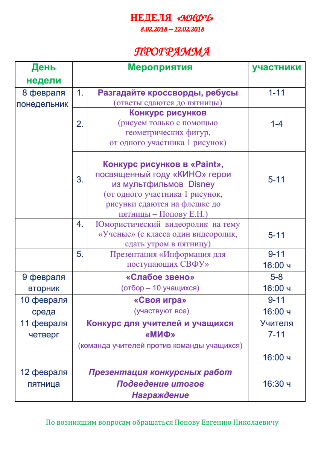 НЕДЕЛЯ «МИФЧ»
8.02.2018 – 12.02.2018
ПРОГРАММА
День недели
Мероприятия
участники
8 февраля
понедельник
1. Разгадайте кроссворды, ребусы
(ответы сдаются до пятницы)
1-11
2.
Конкурс рисунков
(рисуем только с помощью
геометрических фигур,
от одного участника 1 рисунок)
1-4
3.
Конкурс рисунков в «Paint»,
посвященный году «КИНО» герои
из мультфильмов Disney
(от одного участника 1 рисунок,
рисунки сдаются на флешке до
пятницы – Попову Е.Н.)
5-11
4. Юмористический видеоролик на тему
«Ученые» (с класса один видеоролик,
сдать утром в пятницу)
5-11
5. Презентация «Информация для
поступающих СВФУ»
9-11
16:00 ч
9 февраля
вторник
«Слабое звено»
(отбор – 10 учащихся)
5-8
16:00 ч
10 февраля
среда
«Своя игра»
(участвуют все)
9-11
16:00 ч
11 февраля
четверг
Конкурс для учителей и учащихся
«МИФ»
(команда учителей против команды учащихся)
Учителя
7-11
16:00 ч
12 февраля
пятница
Презентация конкурсных работ
Подведение итогов
Награждение
16:30 ч
По возникшим вопросам обращаться Попову Евгению Николаевичу